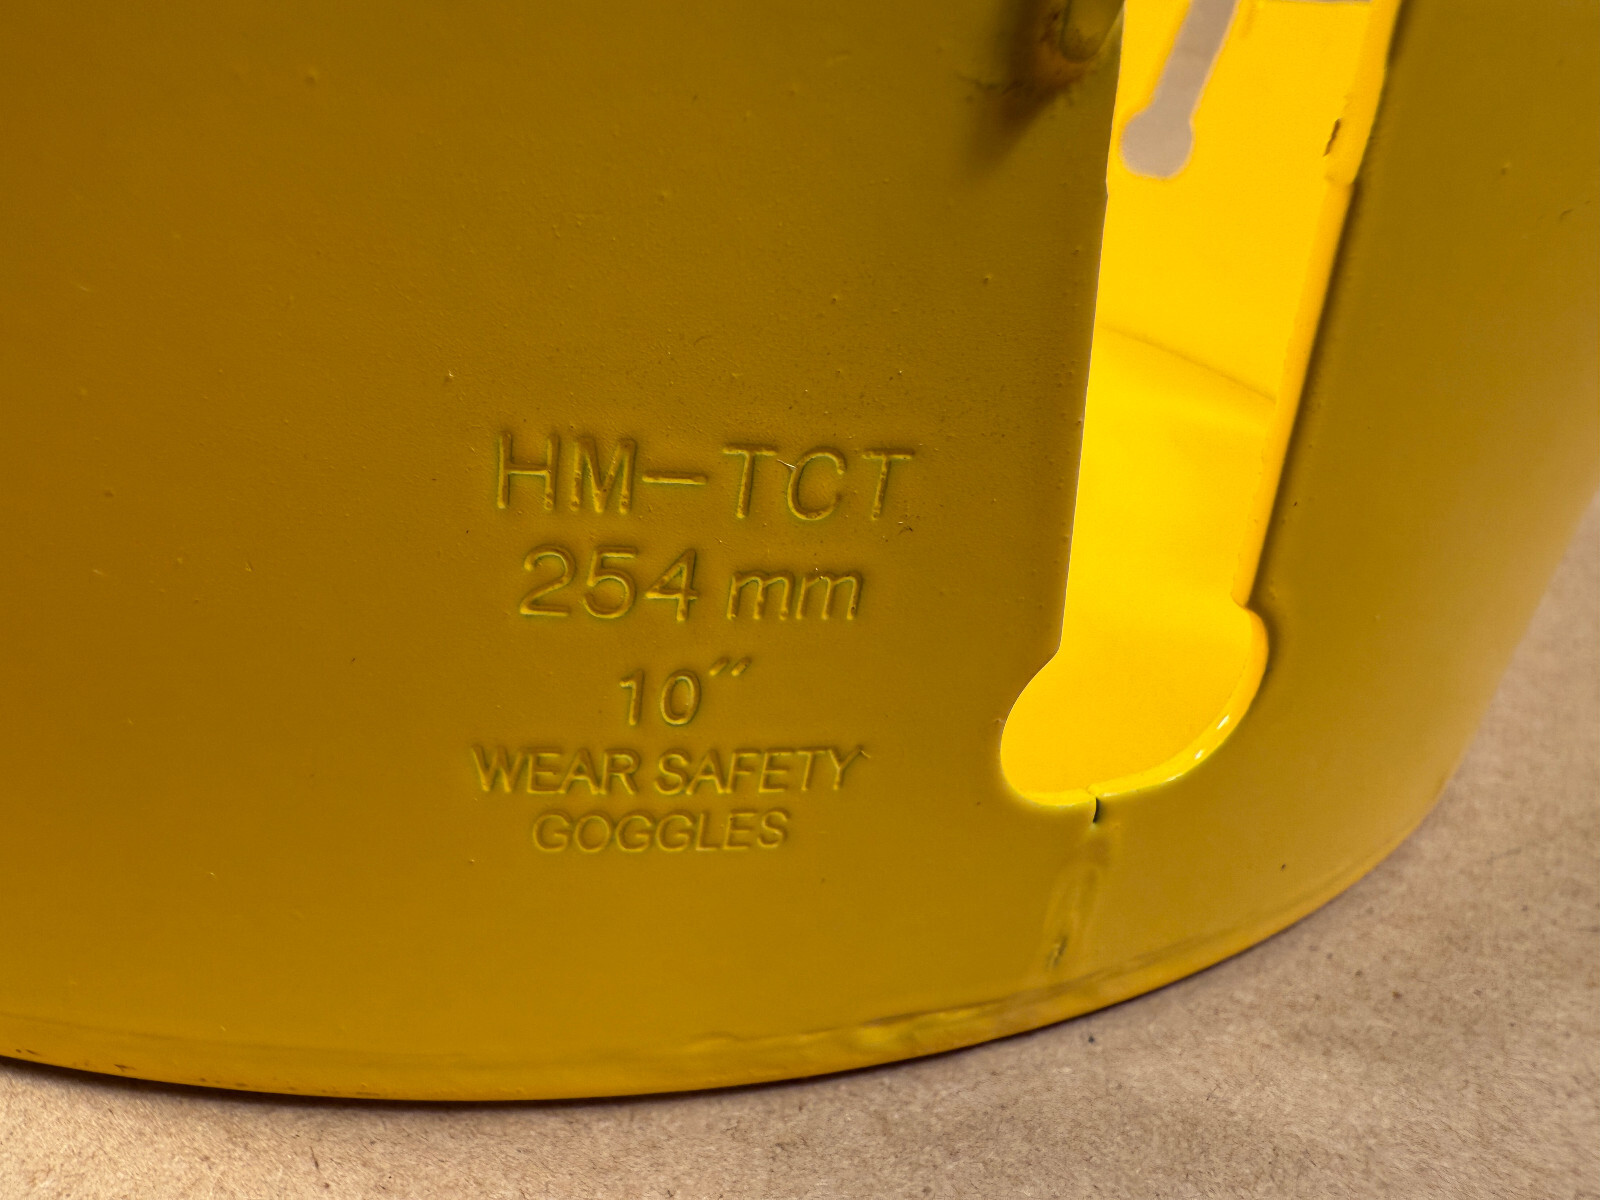 HM-TCT
254 mm
10"
WEAR SAFETY
GOGGLES